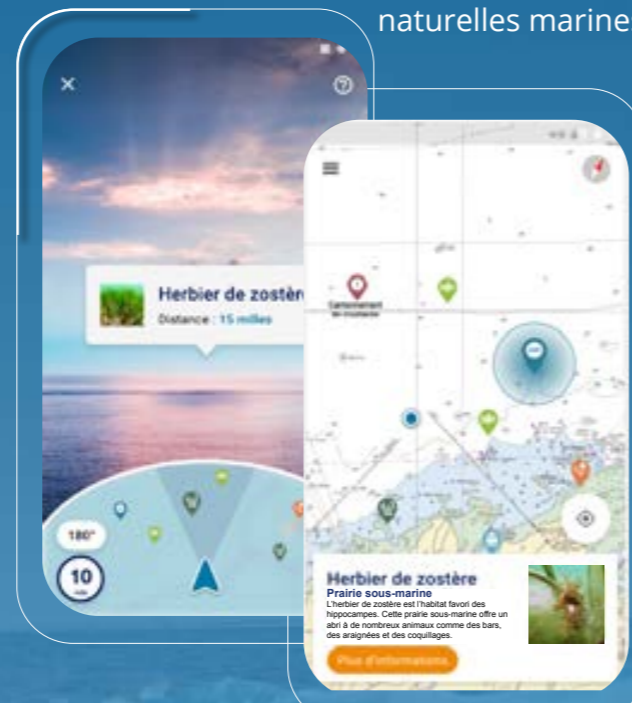 naturelles marines
Herbier de zostère
Distance : 15 milles
180°
10
Cantonnement
Herbier de zostère
Prairie sous-marine
L'herbier de zostère est l'habitat favori des
hippocampes. Cette prairie sous-marine offre un
abri à de nombreux animaux comme des bars,
des araignées et des coquillages.
Plus d'informations